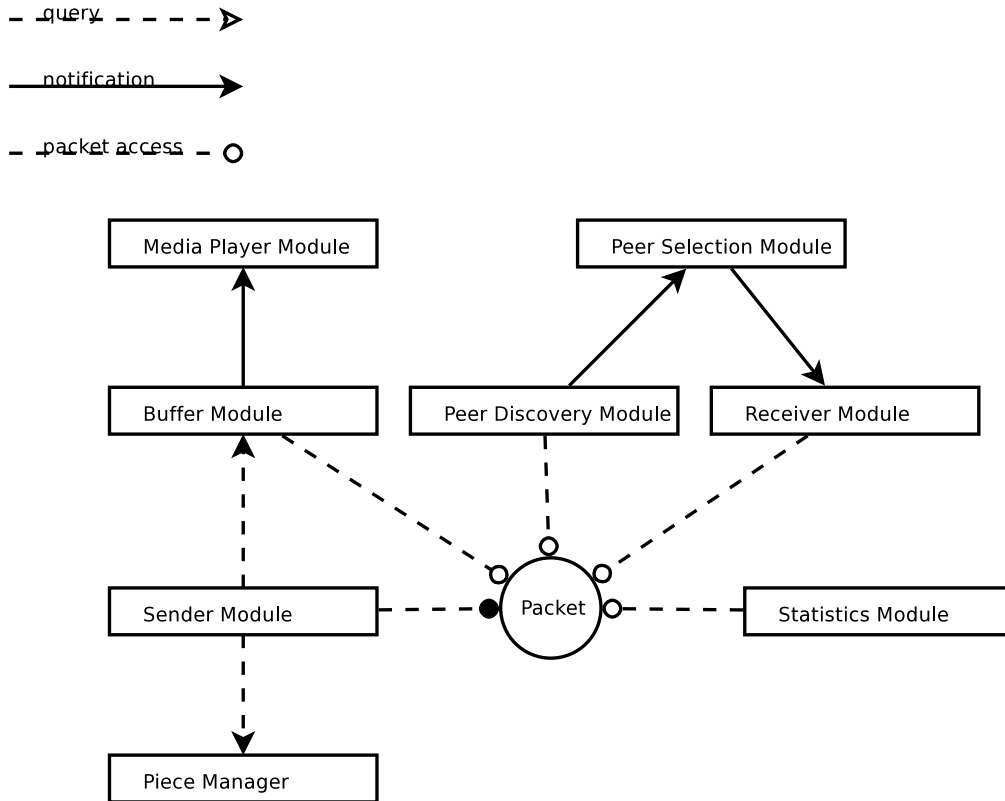 query
notification
packet access
Media Player Module
Peer Selection Module
Buffer Module
Peer Discovery Module
Receiver Module
Sender Module
Packet
Statistics Module
Piece Manager